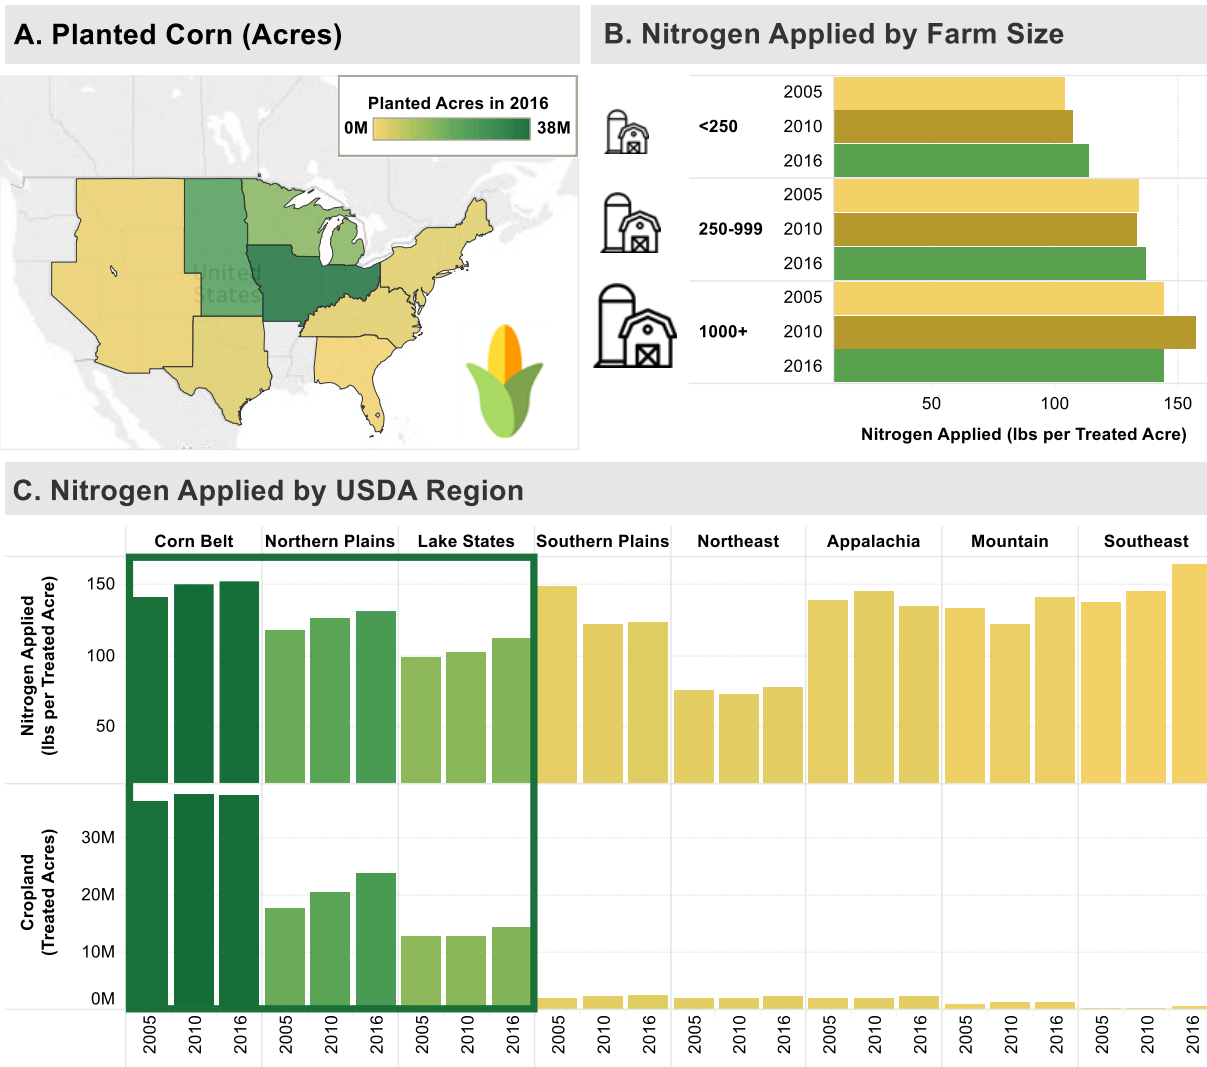 A. Planted Corn (Acres)
Planted Acres in 2016
0M 38M
United
States
B. Nitrogen Applied by Farm Size
<250
2005
2010
2016
250-999
2005
2010
2016
1000+
2005
2010
2016
50 100 150
Nitrogen Applied (lbs per Treated Acre)
C. Nitrogen Applied by USDA Region
Corn Belt Northern Plains Lake States Southern Plains Northeast Appalachia Mountain Southeast
Nitrogen Applied
(lbs per Treated Acre)
150
100
50
Cropland
(Treated Acres)
30M
20M
10M
0M
2005 2010 2016 2005 2010 2016 2005 2010 2016 2005 2010 2016 2005 2010 2016 2005 2010 2016 2005 2010 2016 2005 2010 2016